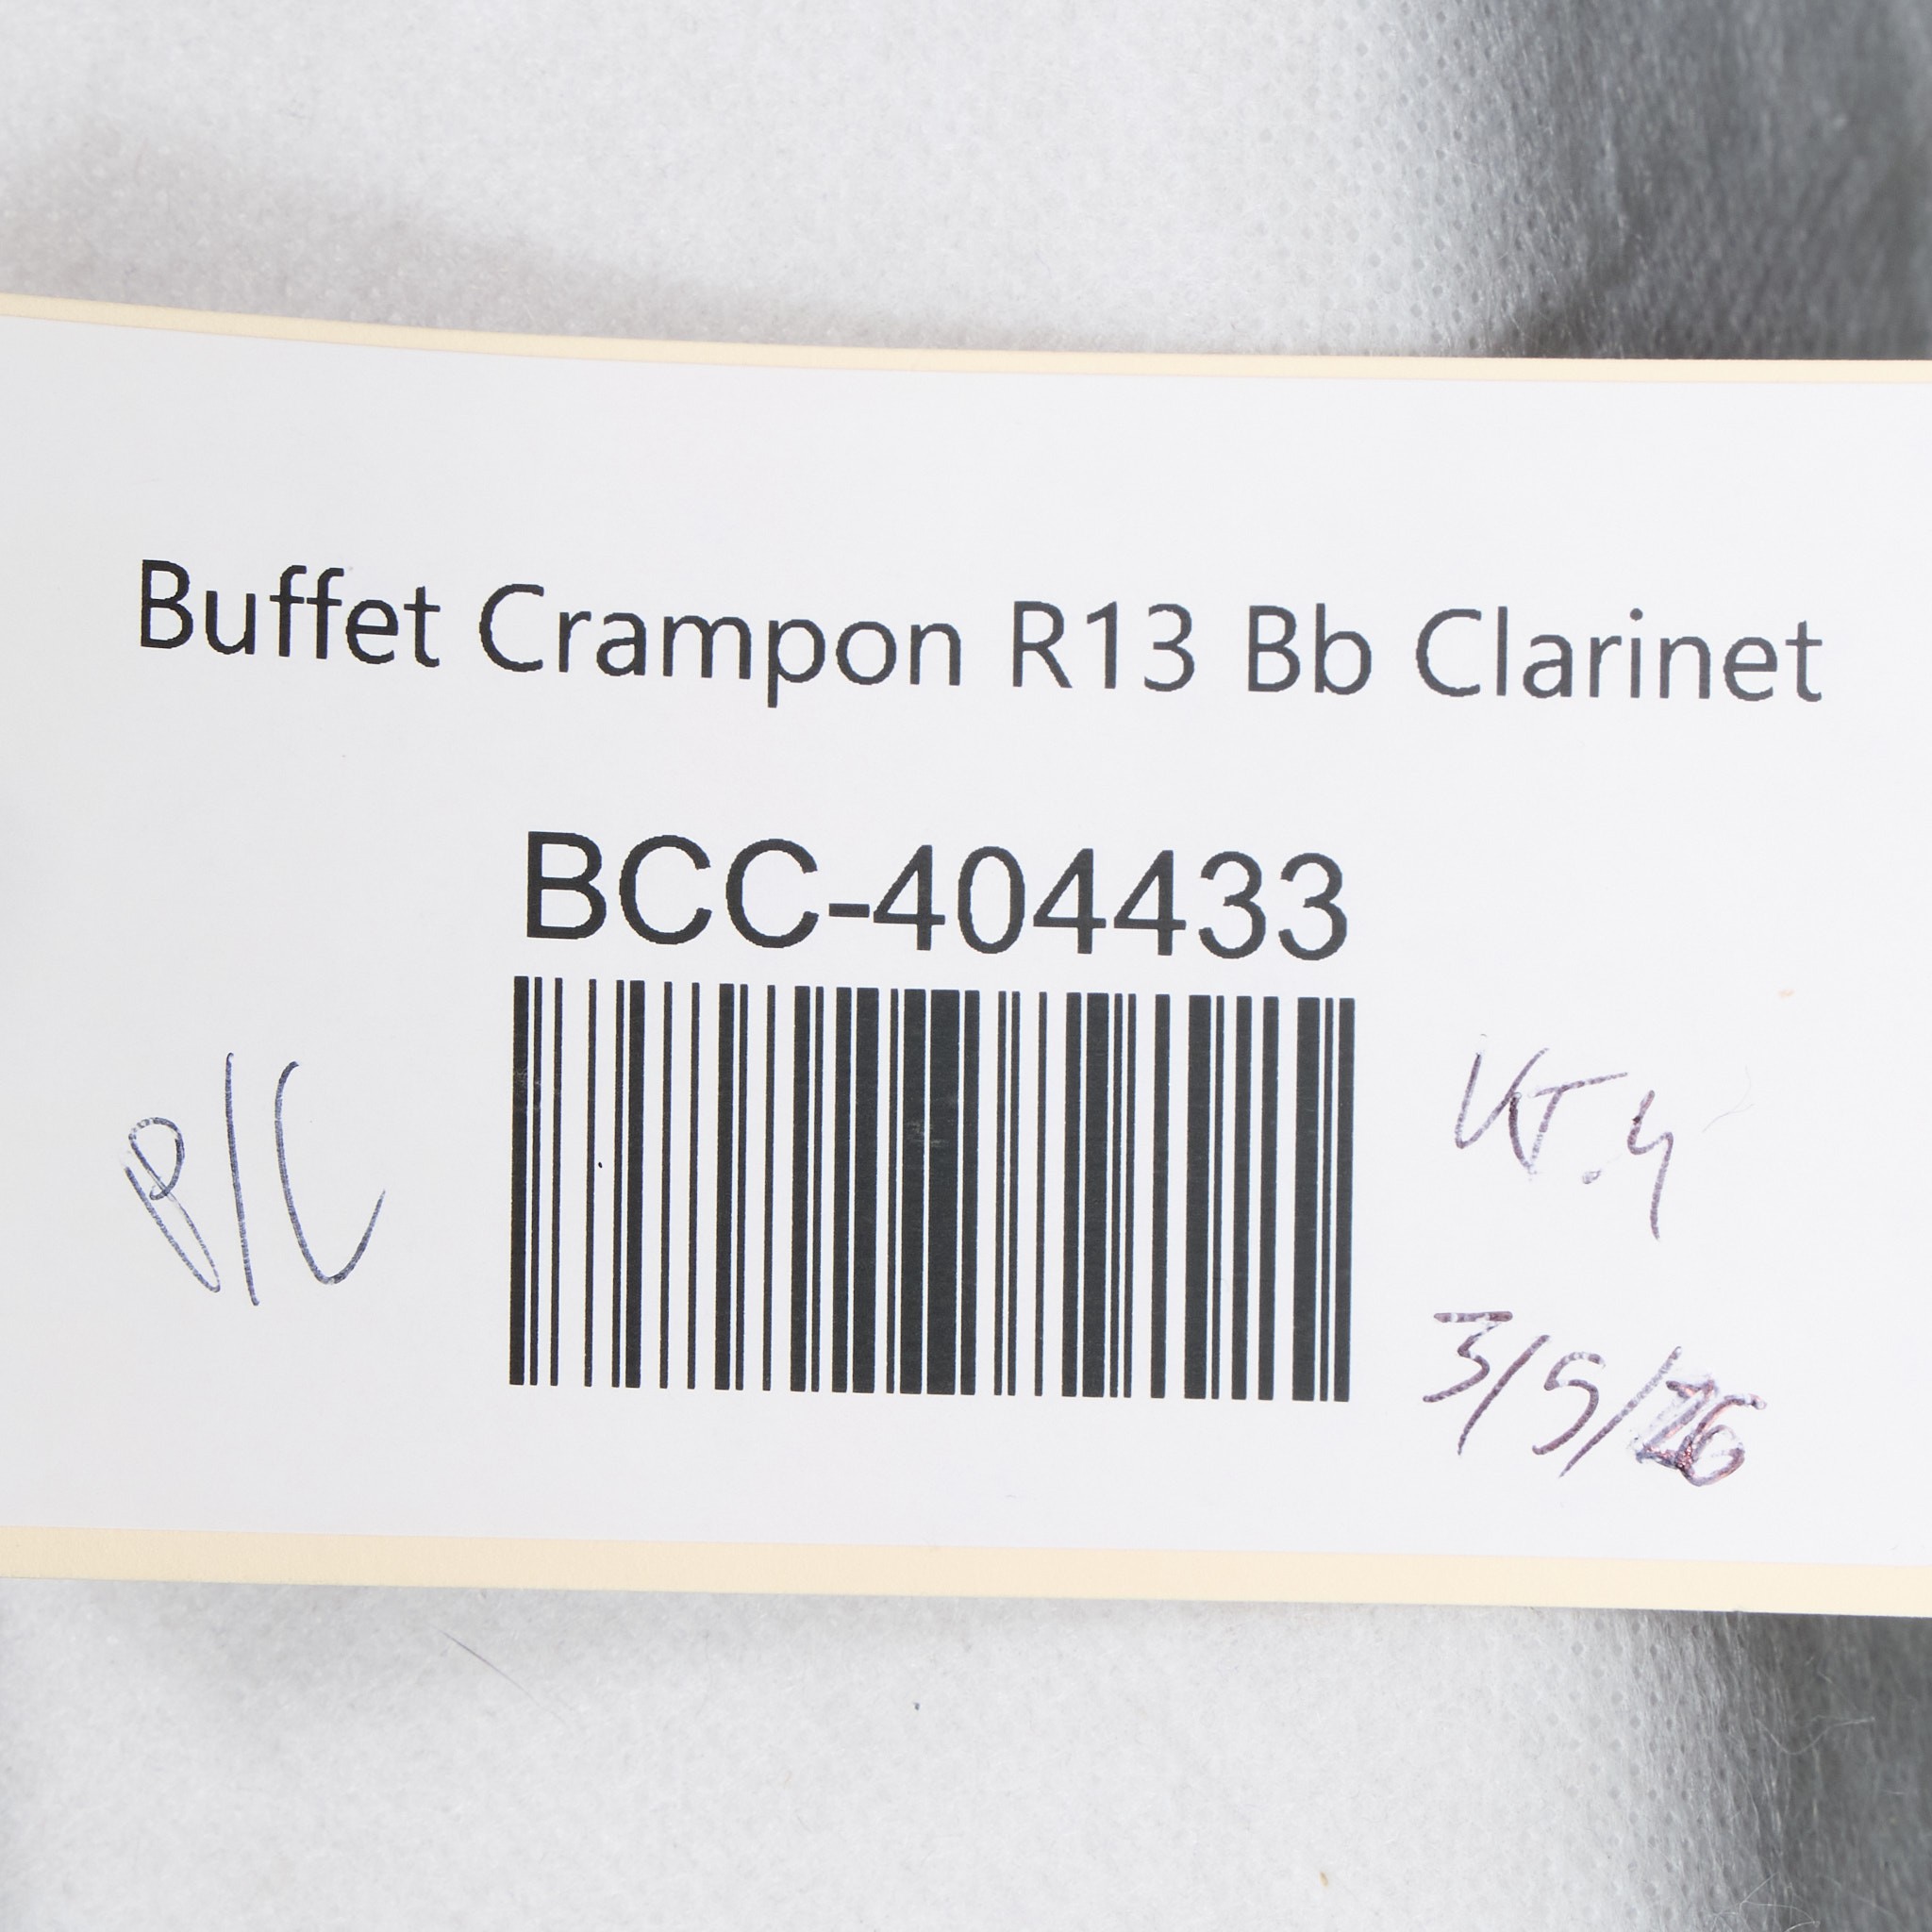 Buffet Crampon R13 Bb Clarinet
BCC-404433
P/C
3/5/26